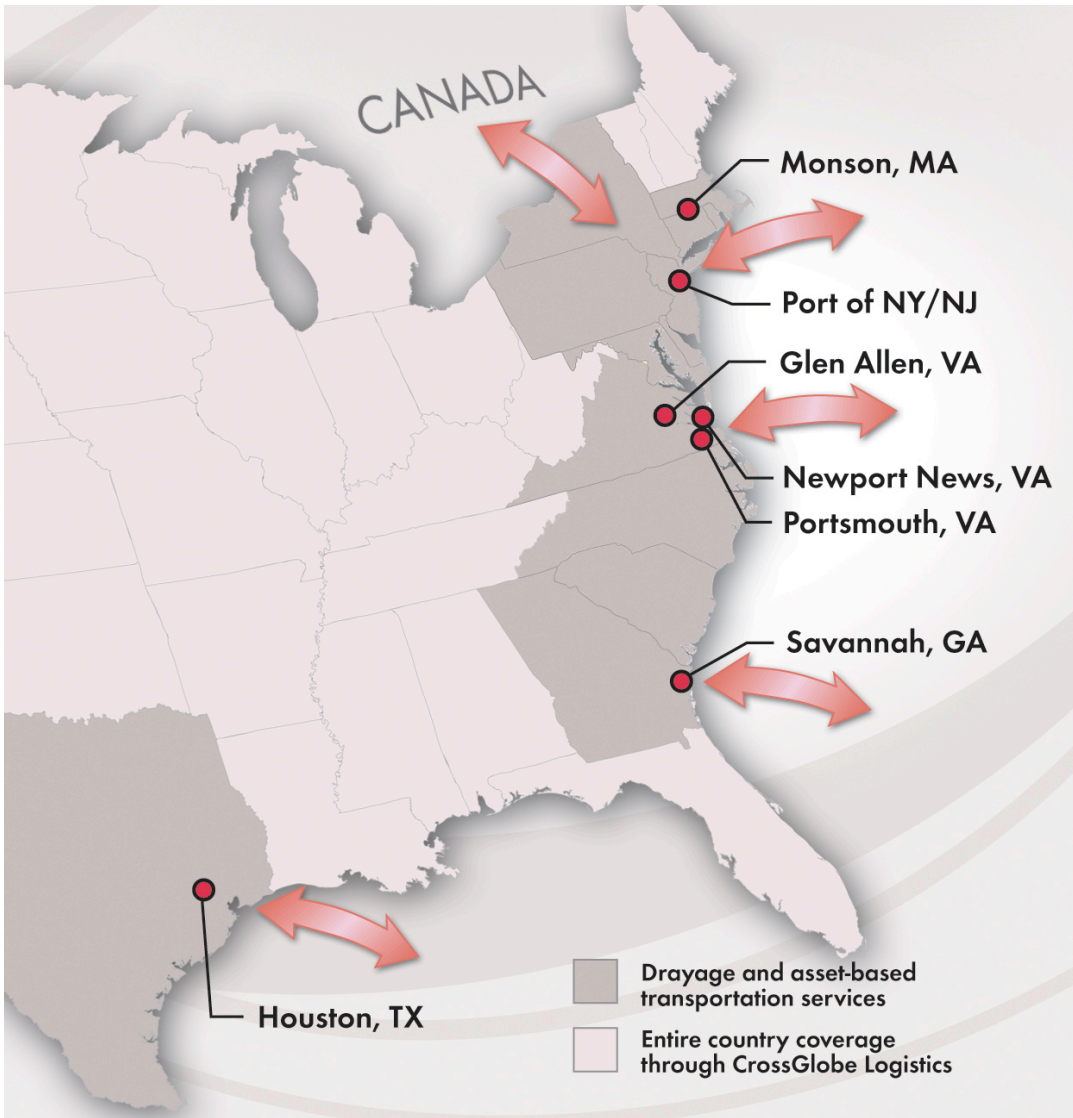 CANADA
Monson, MA
Port of NY/NJ
Glen Allen, VA
Newport News, VA
Portsmouth, VA
Savannah, GA
Houston, TX
Drayage and asset-based
transportation services
Entire country coverage
through CrossGlobe Logistics